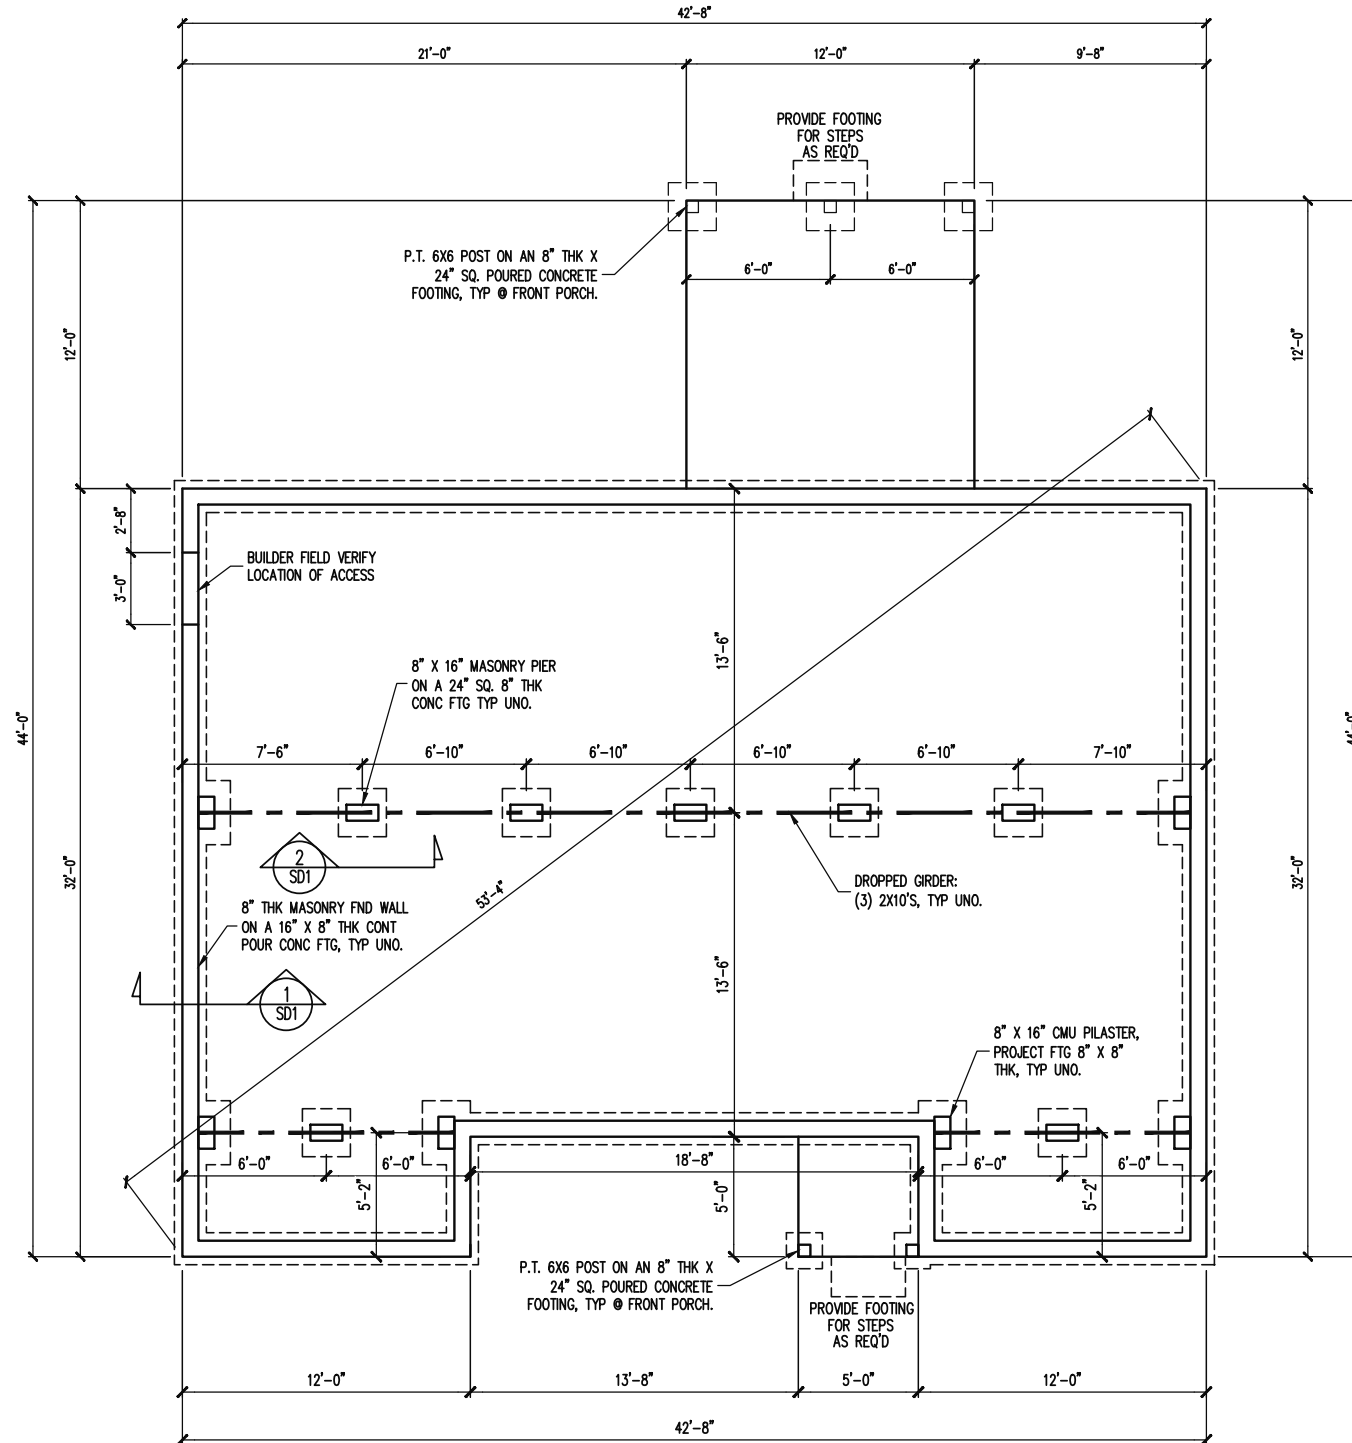 42'-8"
21'-0"
12'-0"
9'-8"
PROVIDE FOOTING
FOR STEPS
AS REQ'D
P.T. 6X6 POST ON AN 8" THK X
24" SQ. POURED CONCRETE
FOOTING, TYP @ FRONT PORCH.
6'-0"
6'-0"
12'-0"
12'-0"
2'-8"
3'-0"
BUILDER FIELD VERIFY
LOCATION OF ACCESS
13'-6"
8" X 16" MASONRY PIER
ON A 24" SQ. 8" THK
CONC FTG TYP UNO.
44'-0"
44'-0"
7'-6"
6'-10"
6'-10"
6'-10"
6'-10"
7'-10"
2
SD1
53'-4"
DROPPED GIRDER:
(3) 2X10'S, TYP UNO.
32'-0"
32'-0"
8" THK MASONRY FND WALL
ON A 16" X 8" THK CONT
POUR CONC FTG, TYP UNO.
13'-6"
1
SD1
8" X 16" CMU PILASTER,
PROJECT FTG 8" X 8"
THK, TYP UNO.
6'-0"
6'-0"
18'-8"
6'-0"
6'-0"
5'-2"
5'-0"
5'-2"
P.T. 6X6 POST ON AN 8" THK X
24" SQ. POURED CONCRETE
FOOTING, TYP @ FRONT PORCH.
PROVIDE FOOTING
FOR STEPS
AS REQ'D
12'-0"
13'-8"
5'-0"
12'-0"
42'-8"